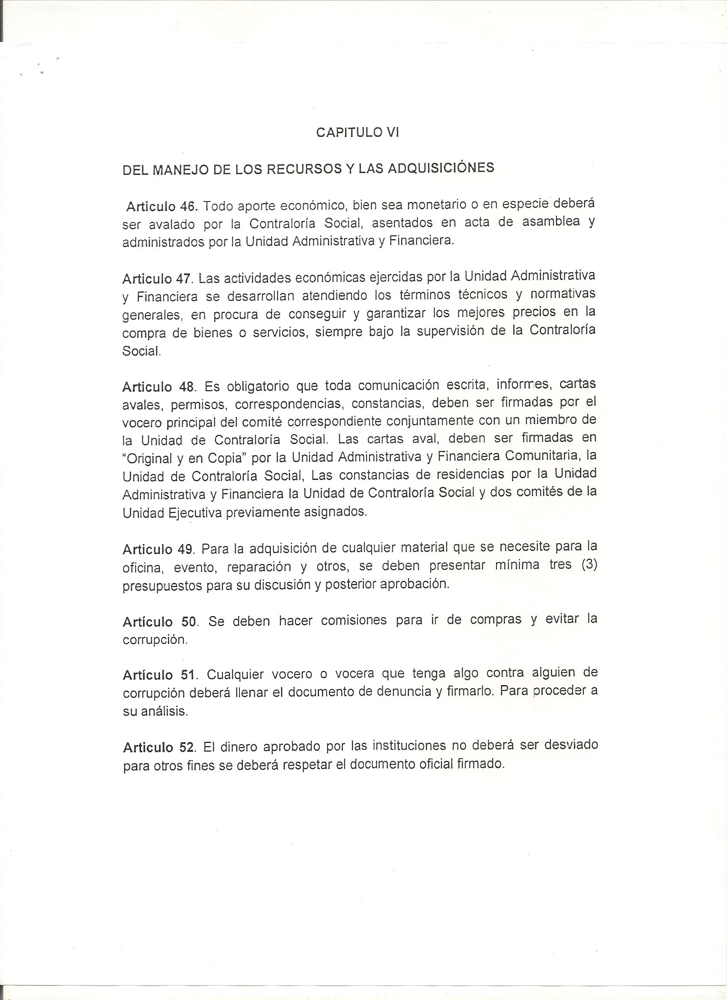 CAPITULO VI
DEL MANEJO DE LOS RECURSOS Y LAS ADQUISICIÓNES
Articulo 46. Todo aporte económico, bien sea monetario o en especie deberá
ser avalado por la Contraloría Social, asentados en acta de asamblea y
administrados por la Unidad Administrativa y Financiera.
Articulo 47. Las actividades económicas ejercidas por la Unidad Administrativa
y Financiera se desarrollan atendiendo los términos técnicos y normativas
generales, en procura de conseguir y garantizar los mejores precios en la
compra de bienes o servicios, siempre bajo la supervisión de la Contraloría
Social.
Articulo 48. Es obligatorio que toda comunicación escrita, informes, cartas
avales, permisos, correspondencias, constancias, deben ser firmadas por el
vocero principal del comité correspondiente conjuntamente con un miembro de
la Unidad de Contraloría Social. Las cartas aval, deben ser firmadas en
“Original y en Copia” por la Unidad Administrativa y Financiera Comunitaria, la
Unidad de Contraloría Social, Las constancias de residencias por la Unidad
Administrativa y Financiera la Unidad de Contraloría Social y dos comités de la
Unidad Ejecutiva previamente asignados.
Articulo 49. Para la adquisición de cualquier material que se necesite para la
oficina, evento, reparación y otros, se deben presentar mínima tres (3)
presupuestos para su discusión y posterior aprobación.
Artículo 50. Se deben hacer comisiones para ir de compras y evitar la
corrupción.
Artículo 51. Cualquier vocero o vocera que tenga algo contra alguien de
corrupción deberá llenar el documento de denuncia y firmarlo. Para proceder a
su análisis.
Articulo 52. El dinero aprobado por las instituciones no deberá ser desviado
para otros fines se deberá respetar el documento oficial firmado.